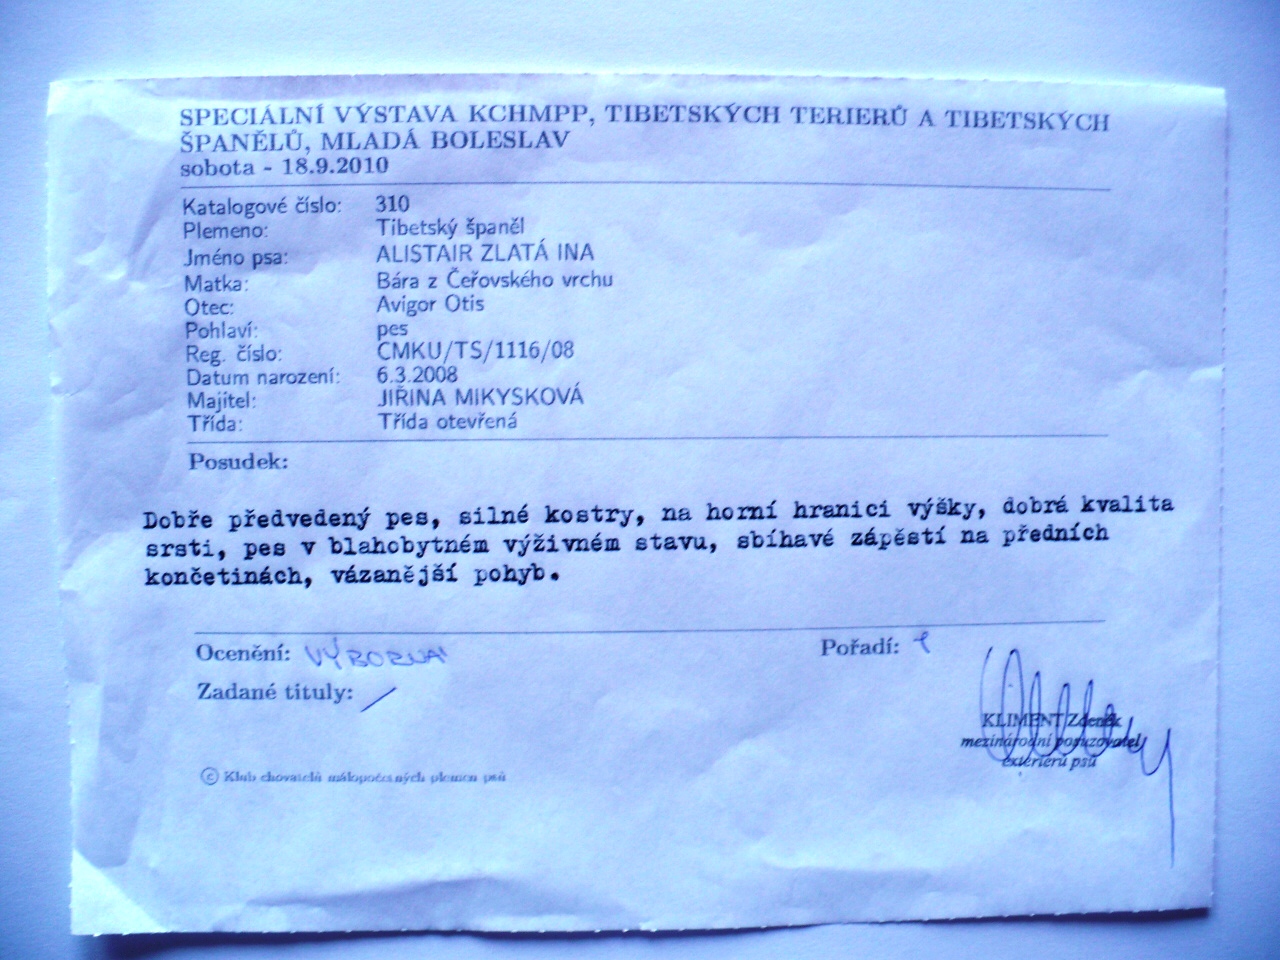 SPECIÁLNÍ VÝSTAVA KCHMPP, TIBETSKÝCH TERIERŮ A TIBETSKÝCH
ŠPANĚLŮ, MLADÁ BOLESLAV
sobota - 18.9.2010
Katalogové číslo: 310
Plemeno: Tibetský španěl
Jméno psa: ALISTAIR ZLATÁ INA
Matka: Bára z Čeřovského vrchu
Otec: Avigor Otis
Pohlaví: pes
Reg. číslo: CMKU/TS/1116/08
Datum narození: 6.3.2008
Majitel: JIŘINA MIKYSKOVÁ
Třída: Třída otevřená
Posudek:
Dobře předvedený pes, silné kostry, na horní hranici výšky, dobrá kvalita
srsti, pes v blahobytném výživném stavu, sbíhavé zápěstí na předních
končetinách, vázanější pohyb.
Ocenění: VÝBORNÁ Pořadí: 1
Zadané tituly: /
KLIMENT Zdeněk
mezinárodní posuzovatel
exteriérů psů
© Klub chovatelů málopočetných plemen psů